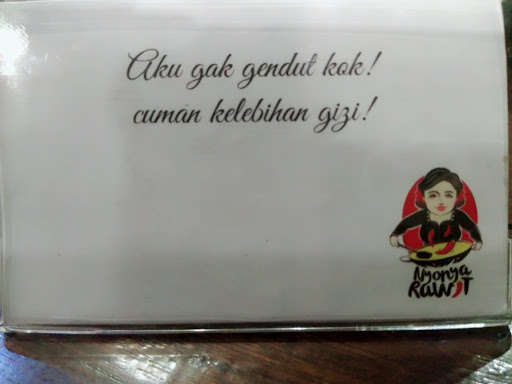 Aku gak gendut kok!
cuman kelebihan gizi!
Nyonya
RaWiT